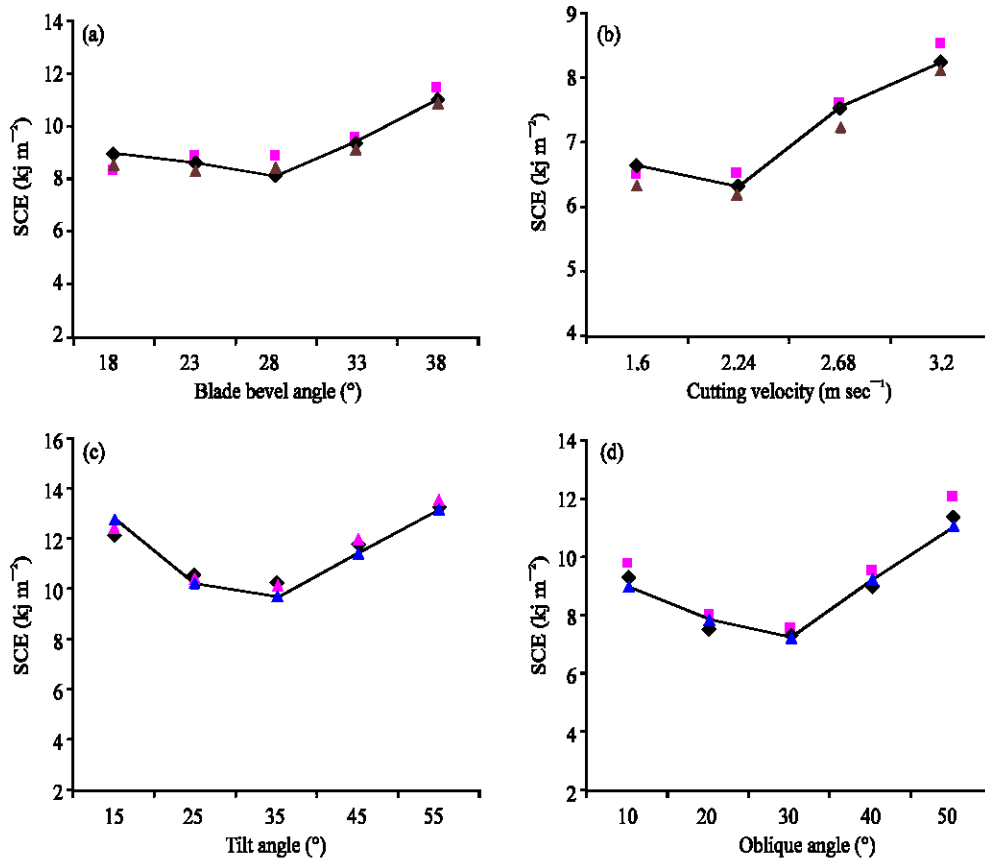 (a)
14
12
10
8
6
4
2
SCE (kj m⁻²)
18 23 28 33 38
Blade bevel angle (°)
(b)
9
8
7
6
5
4
SCE (kj m⁻²)
1.6 2.24 2.68 3.2
Cutting velocity (m sec⁻¹)
(c)
16
14
12
10
8
6
4
2
SCE (kj m⁻²)
15 25 35 45 55
Tilt angle (°)
(d)
14
12
10
8
6
4
2
SCE (kj m⁻²)
10 20 30 40 50
Oblique angle (°)